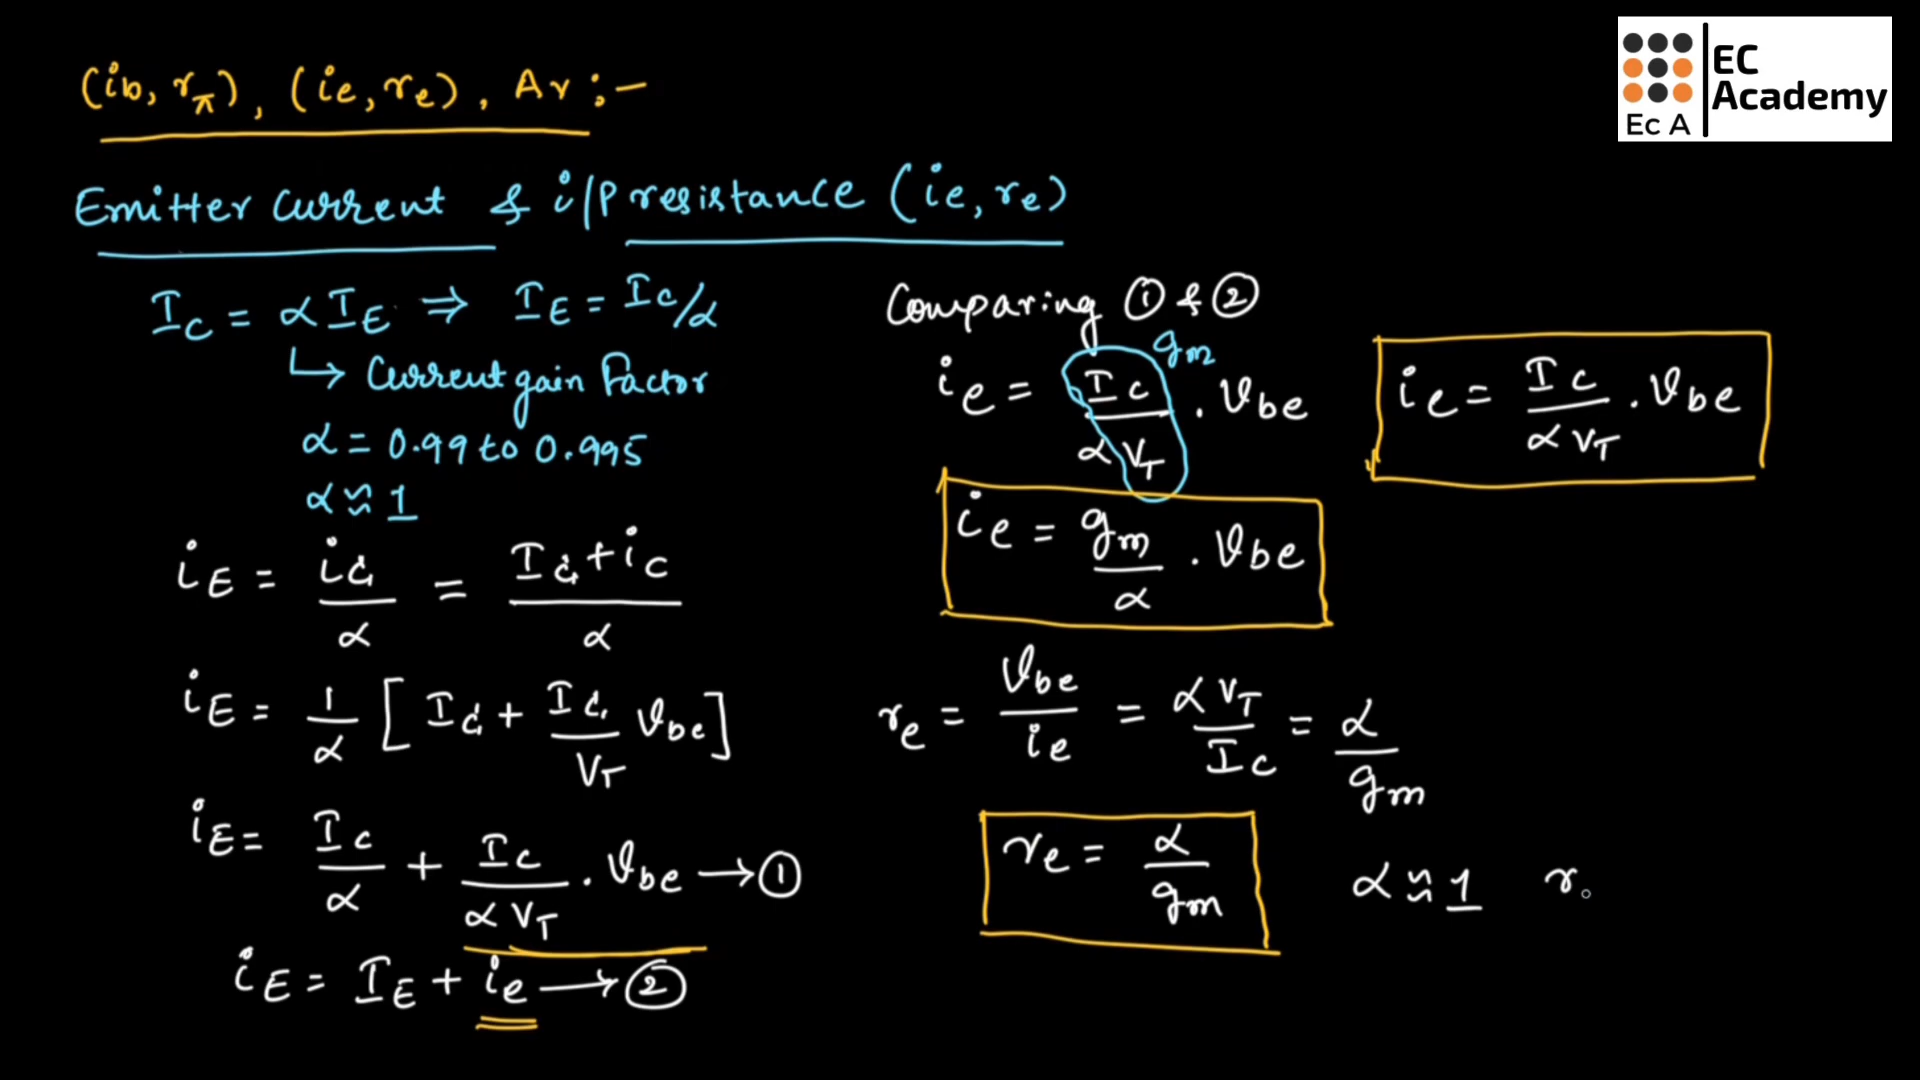 (ib, rπ), (ie, re), Av :-
EC Academy
Ec A
Emitter Current & i/p resistance (ie, re)
IC = α IE ⇒ IE = Ic/α
↳ Current gain Factor
α = 0.99 to 0.995
α ≈ 1
iE = iC/α = (IC + ic)/α
iE = 1/α [IC + IC/VT vbe]
iE = Ic/α + Ic/(α VT) . vbe → ①
iE = IE + ie → ②
Comparing ① & ②
gm
ie = Ic/(α VT) . vbe
ie = gm/α . vbe
ie = Ic/(α VT) . vbe
re = vbe/ie = α VT/Ic = α/gm
re = α/gm
α ≈ 1 r.